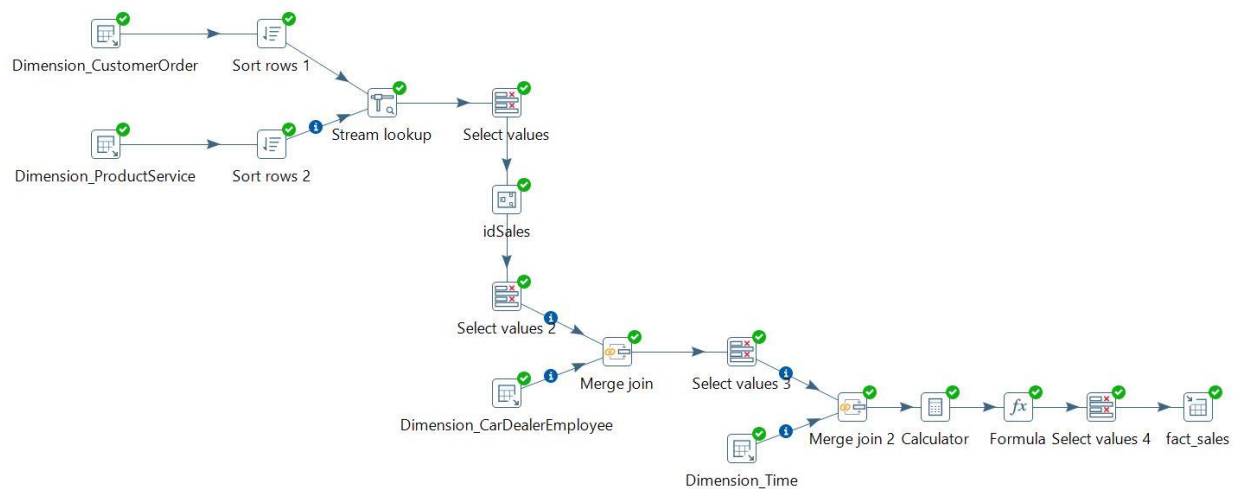 Dimension_CustomerOrder
Sort rows 1
Stream lookup
Select values
Dimension_ProductService
Sort rows 2
idSales
Select values 2
Merge join
Select values 3
Dimension_CarDealerEmployee
Merge join 2
Calculator
fx
Formula
Select values 4
fact_sales
Dimension_Time